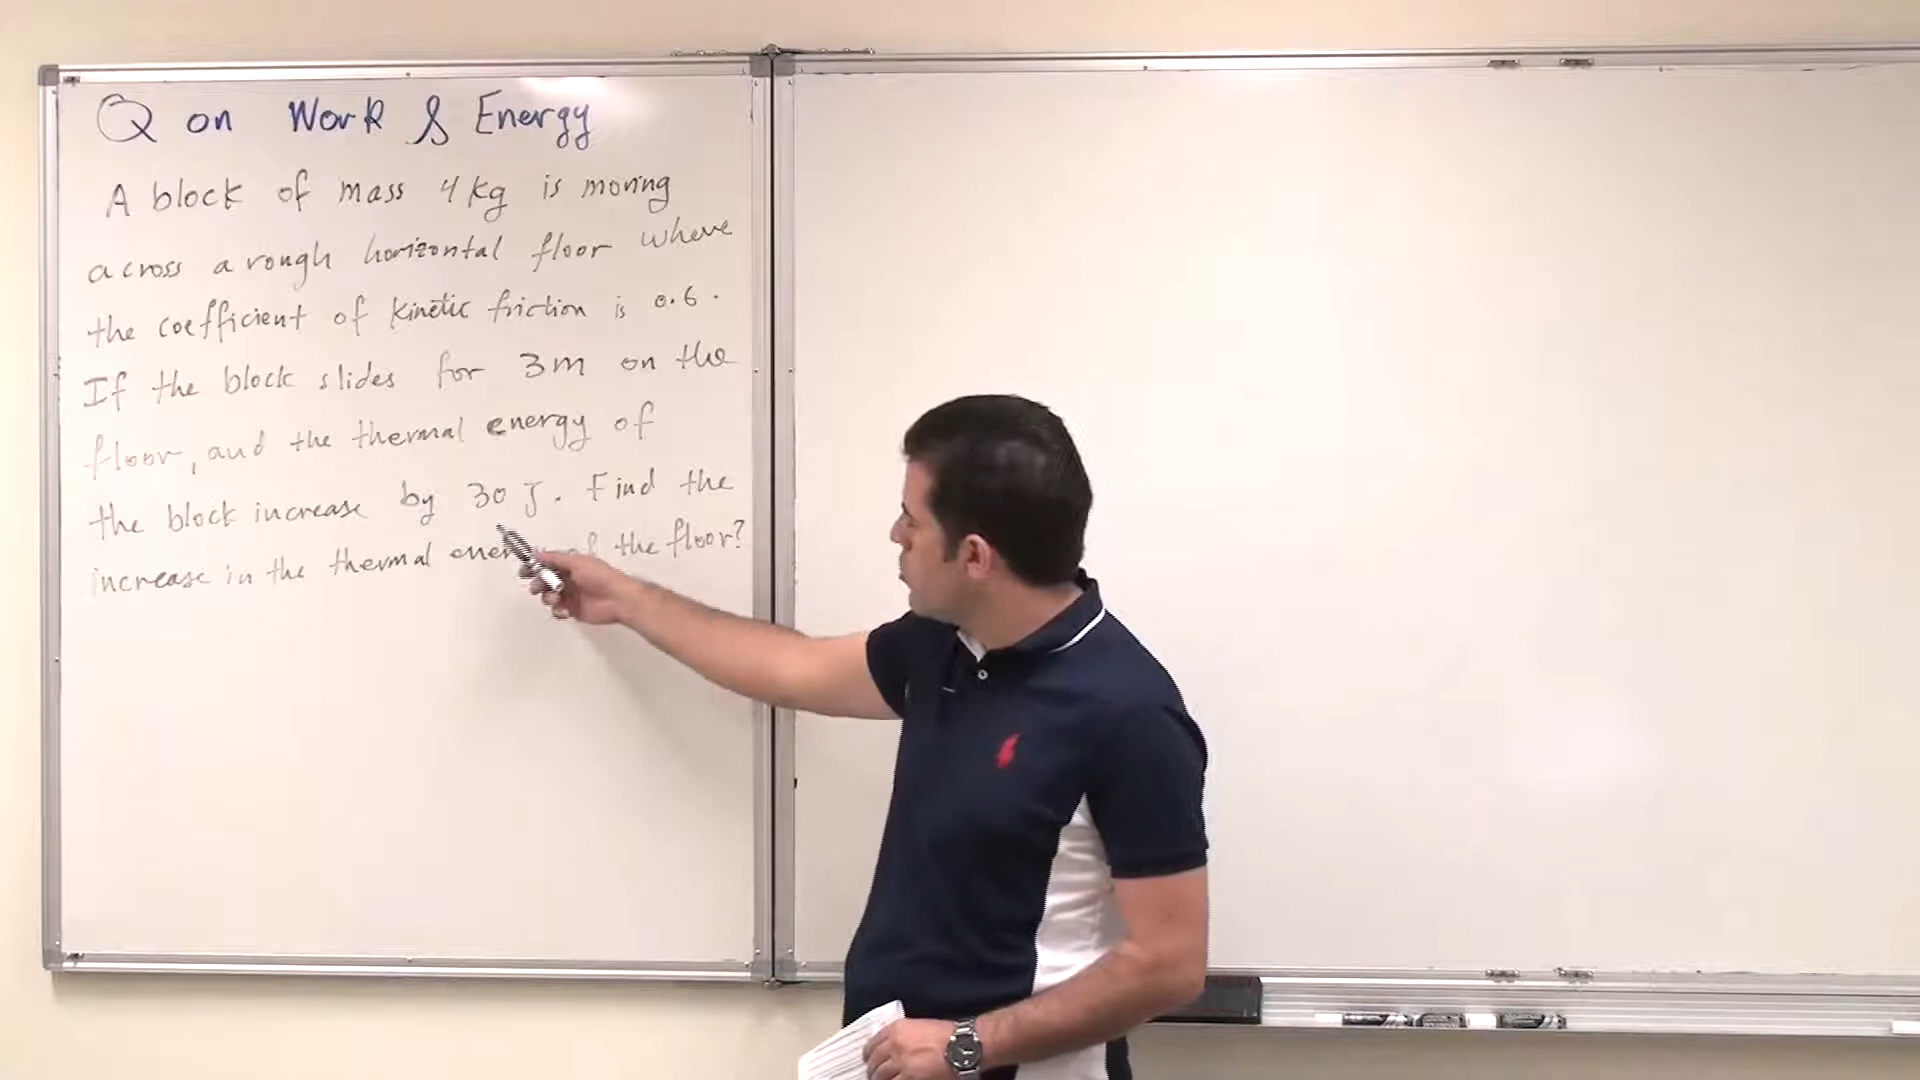 Q on Work & Energy
A block of mass 4 kg is moving
across a rough horizontal floor where
the coefficient of kinetic friction is 0.6.
If the block slides for 3m on the
floor, and the thermal energy of
the block increase by 30 J. Find the
increase in the thermal of the floor?